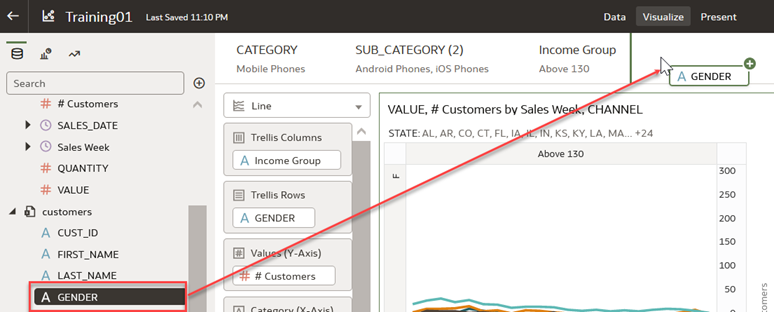 Training01 Last Saved 11:10 PM Data Visualize Present
CATEGORY SUB_CATEGORY (2) Income Group
Mobile Phones Android Phones, iOS Phones Above 130
A GENDER
Search
# # Customers
SALES_DATE
Sales Week
# QUANTITY
# VALUE
customers
A CUST_ID
A FIRST_NAME
A LAST_NAME
A GENDER
Line
Trellis Columns
A Income Group
Trellis Rows
A GENDER
Values (Y-Axis)
# # Customers
Category (X-Axis)
VALUE, # Customers by Sales Week, CHANNEL
STATE: AL, AR, CO, CT, FL, IA, IL, IN, KS, KY, LA, MA... +24
Above 130
F
300
250
200
150
100
50
0